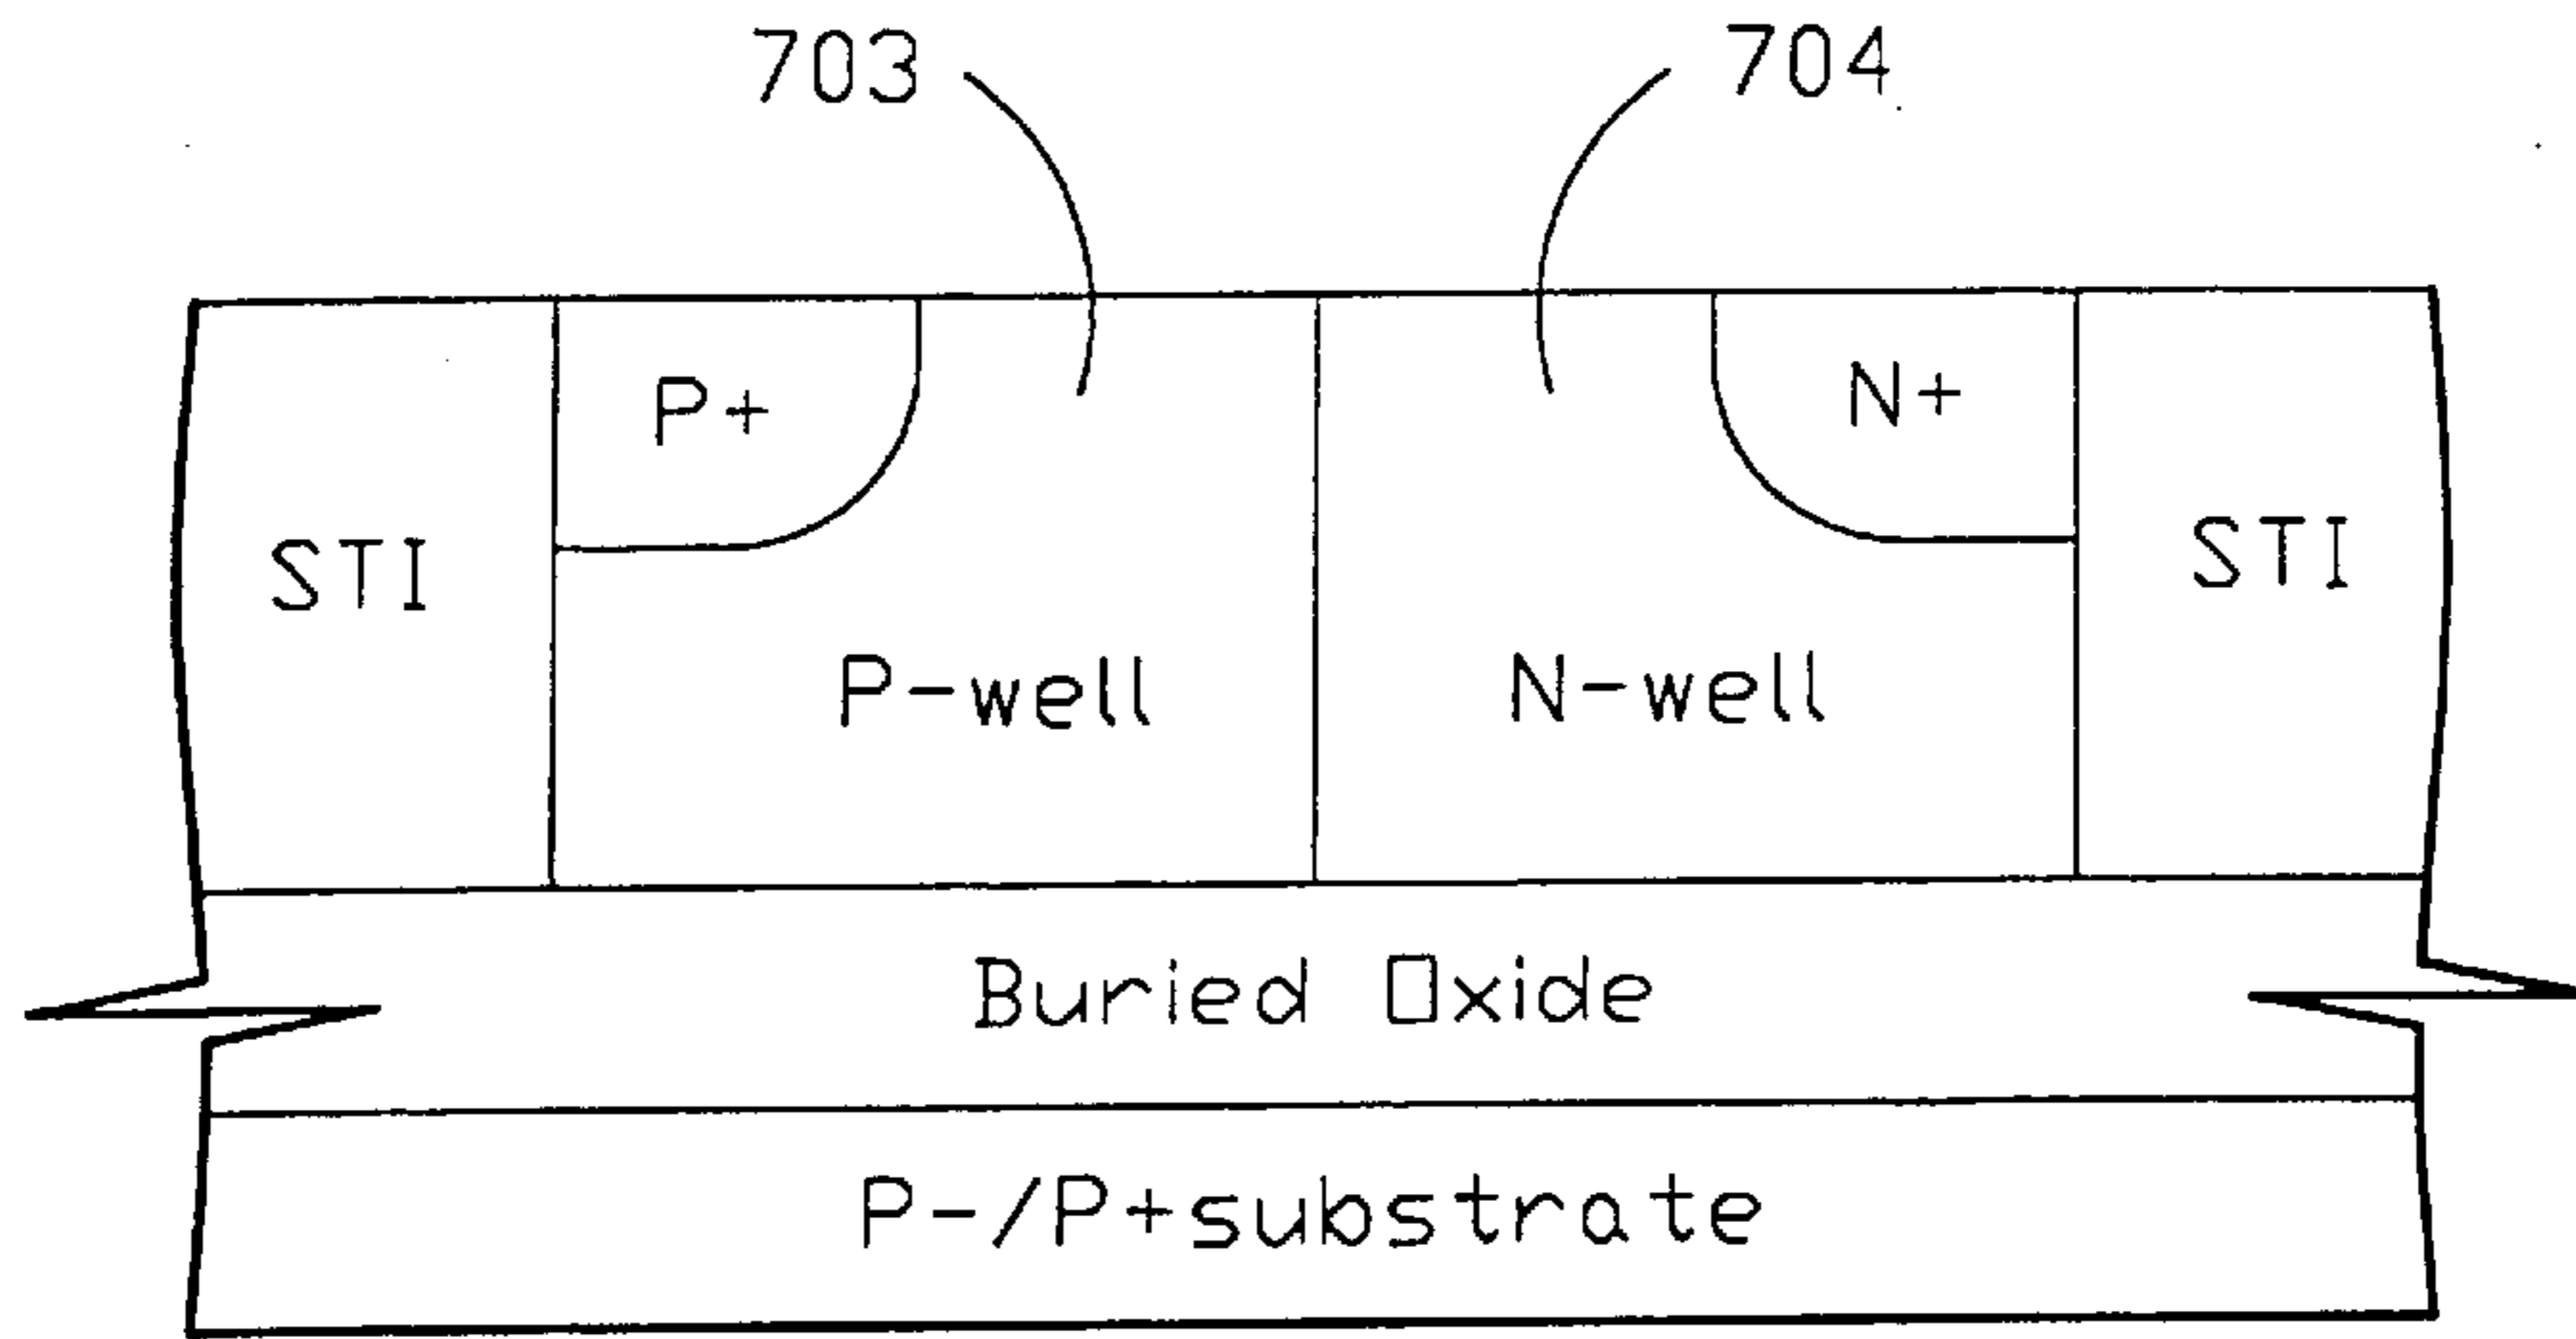 703
704
P+
N+
STI
STI
P-well
N-well
Buried Oxide
P-/P+substrate